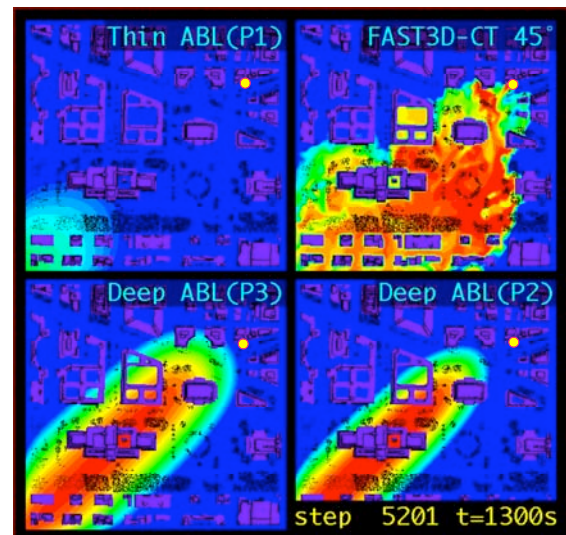 Thin ABL(P1)
FAST3D-CT 45°
Deep ABL(P3)
Deep ABL(P2)
step 5201 t=1300s